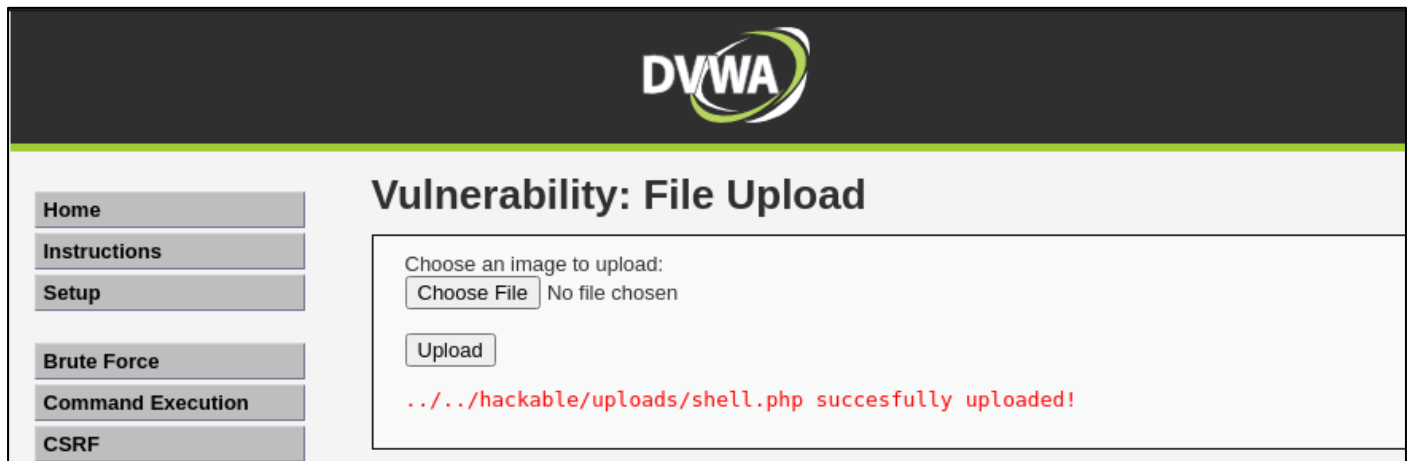 DVWA
Home
Instructions
Setup
Brute Force
Command Execution
CSRF
Vulnerability: File Upload
Choose an image to upload:
Choose File No file chosen
Upload
../../hackable/uploads/shell.php succesfully uploaded!